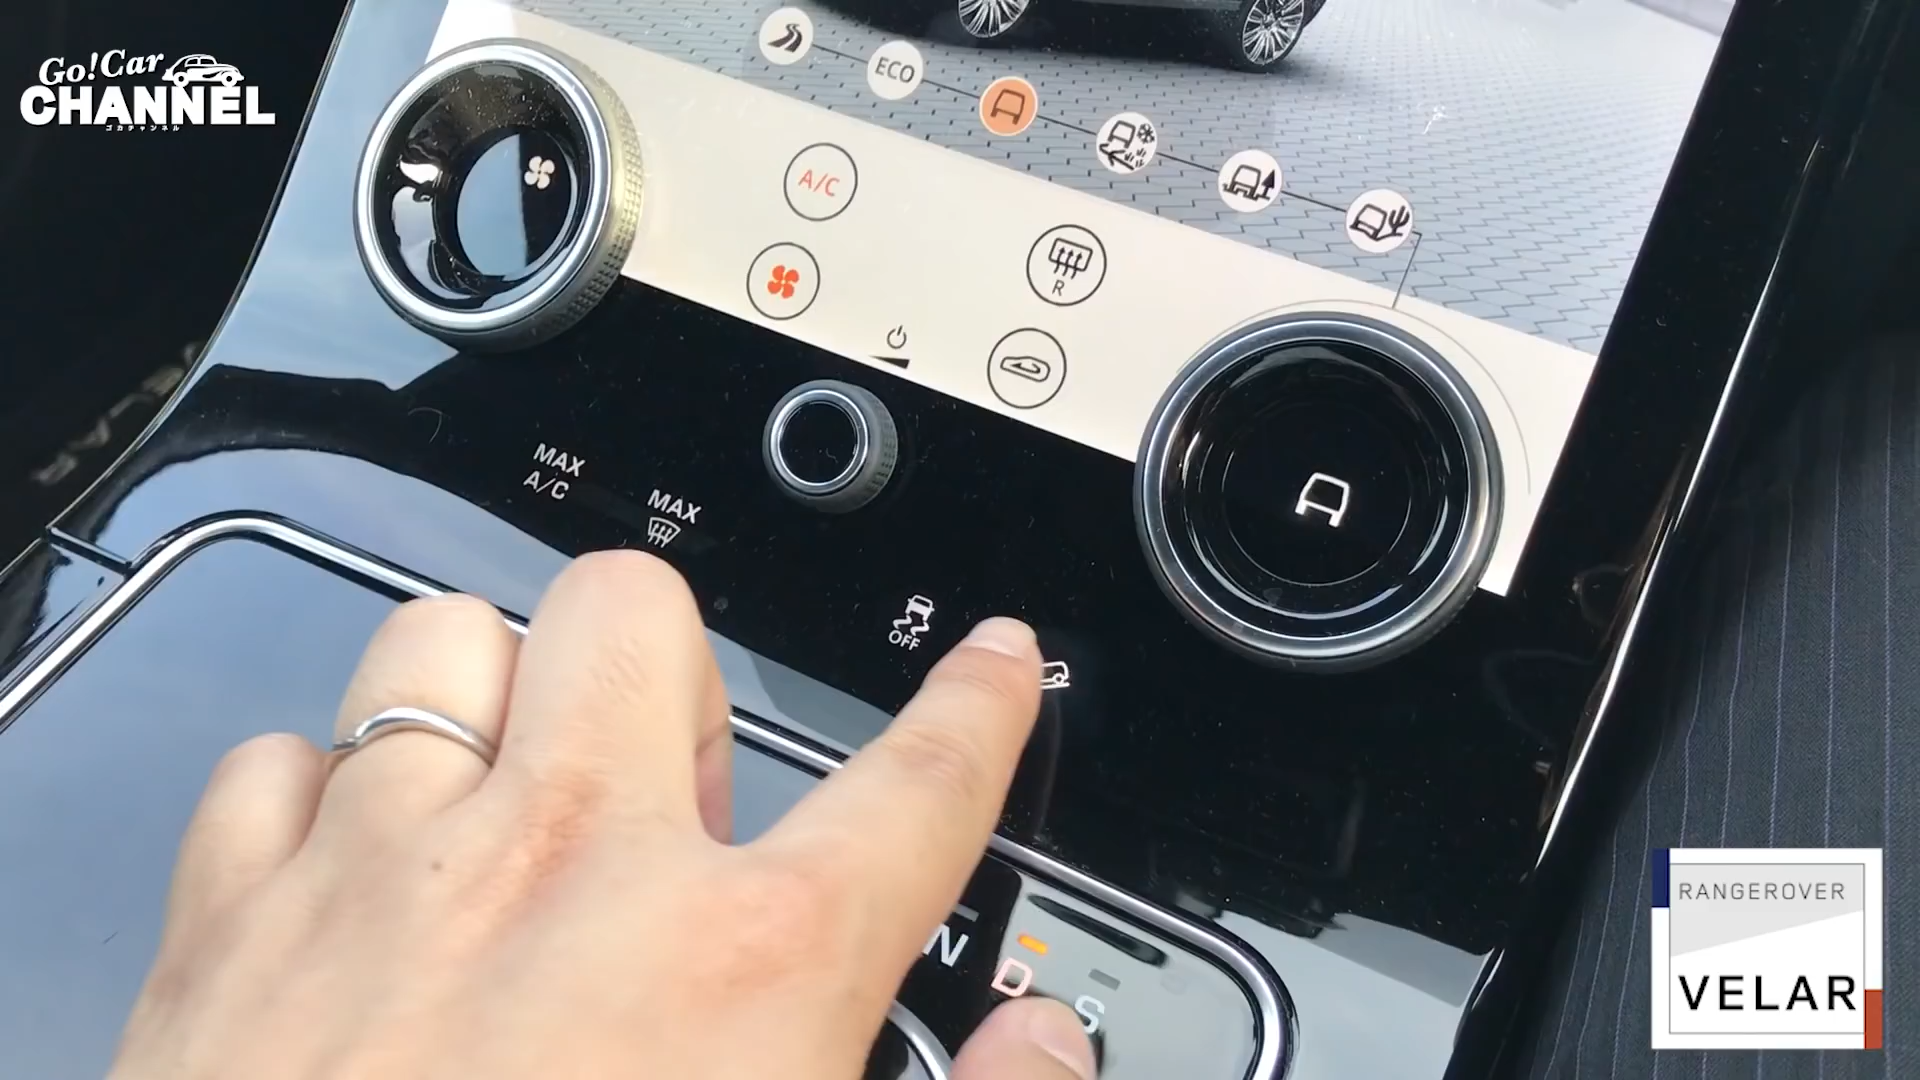 Go!Car
CHANNEL
ゴカチャンネル
ECO
A/C
R
MAX
A/C
MAX
OFF
N
D
S
RANGEROVER
VELAR